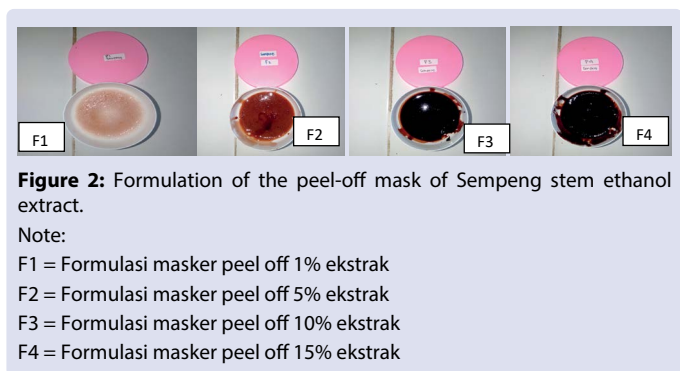 F1
F2
F3
F4
Figure 2: Formulation of the peel-off mask of Sempeng stem ethanol
extract.
Note:
F1 = Formulasi masker peel off 1% ekstrak
F2 = Formulasi masker peel off 5% ekstrak
F3 = Formulasi masker peel off 10% ekstrak
F4 = Formulasi masker peel off 15% ekstrak